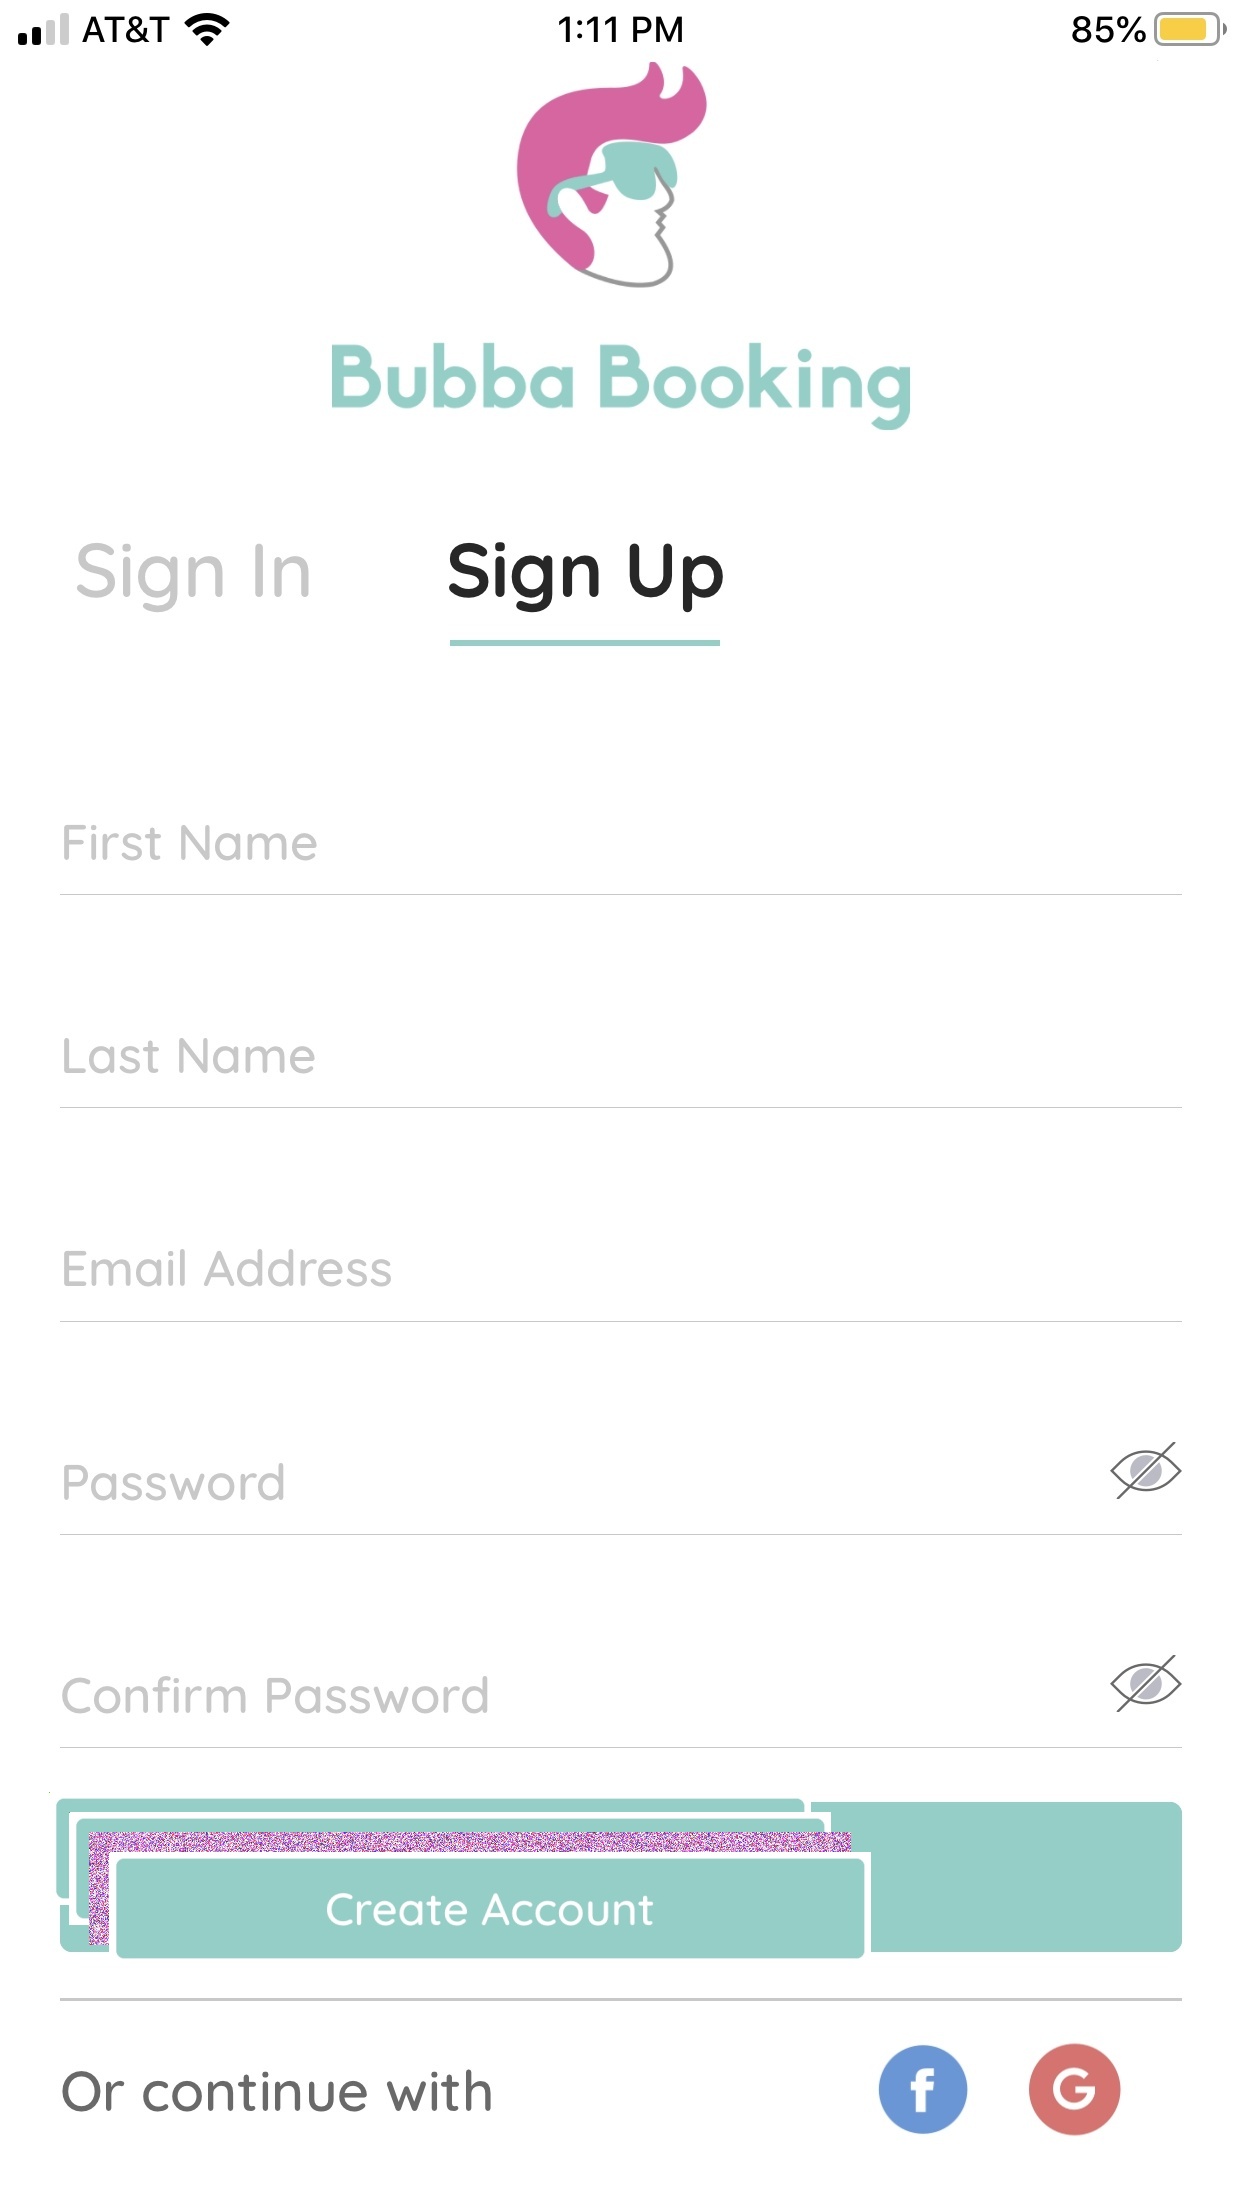 AT&T 1:11 PM 85%
Bubba Booking
Sign In Sign Up
First Name
Last Name
Email Address
Password
Confirm Password
Create Account
Or continue with f G